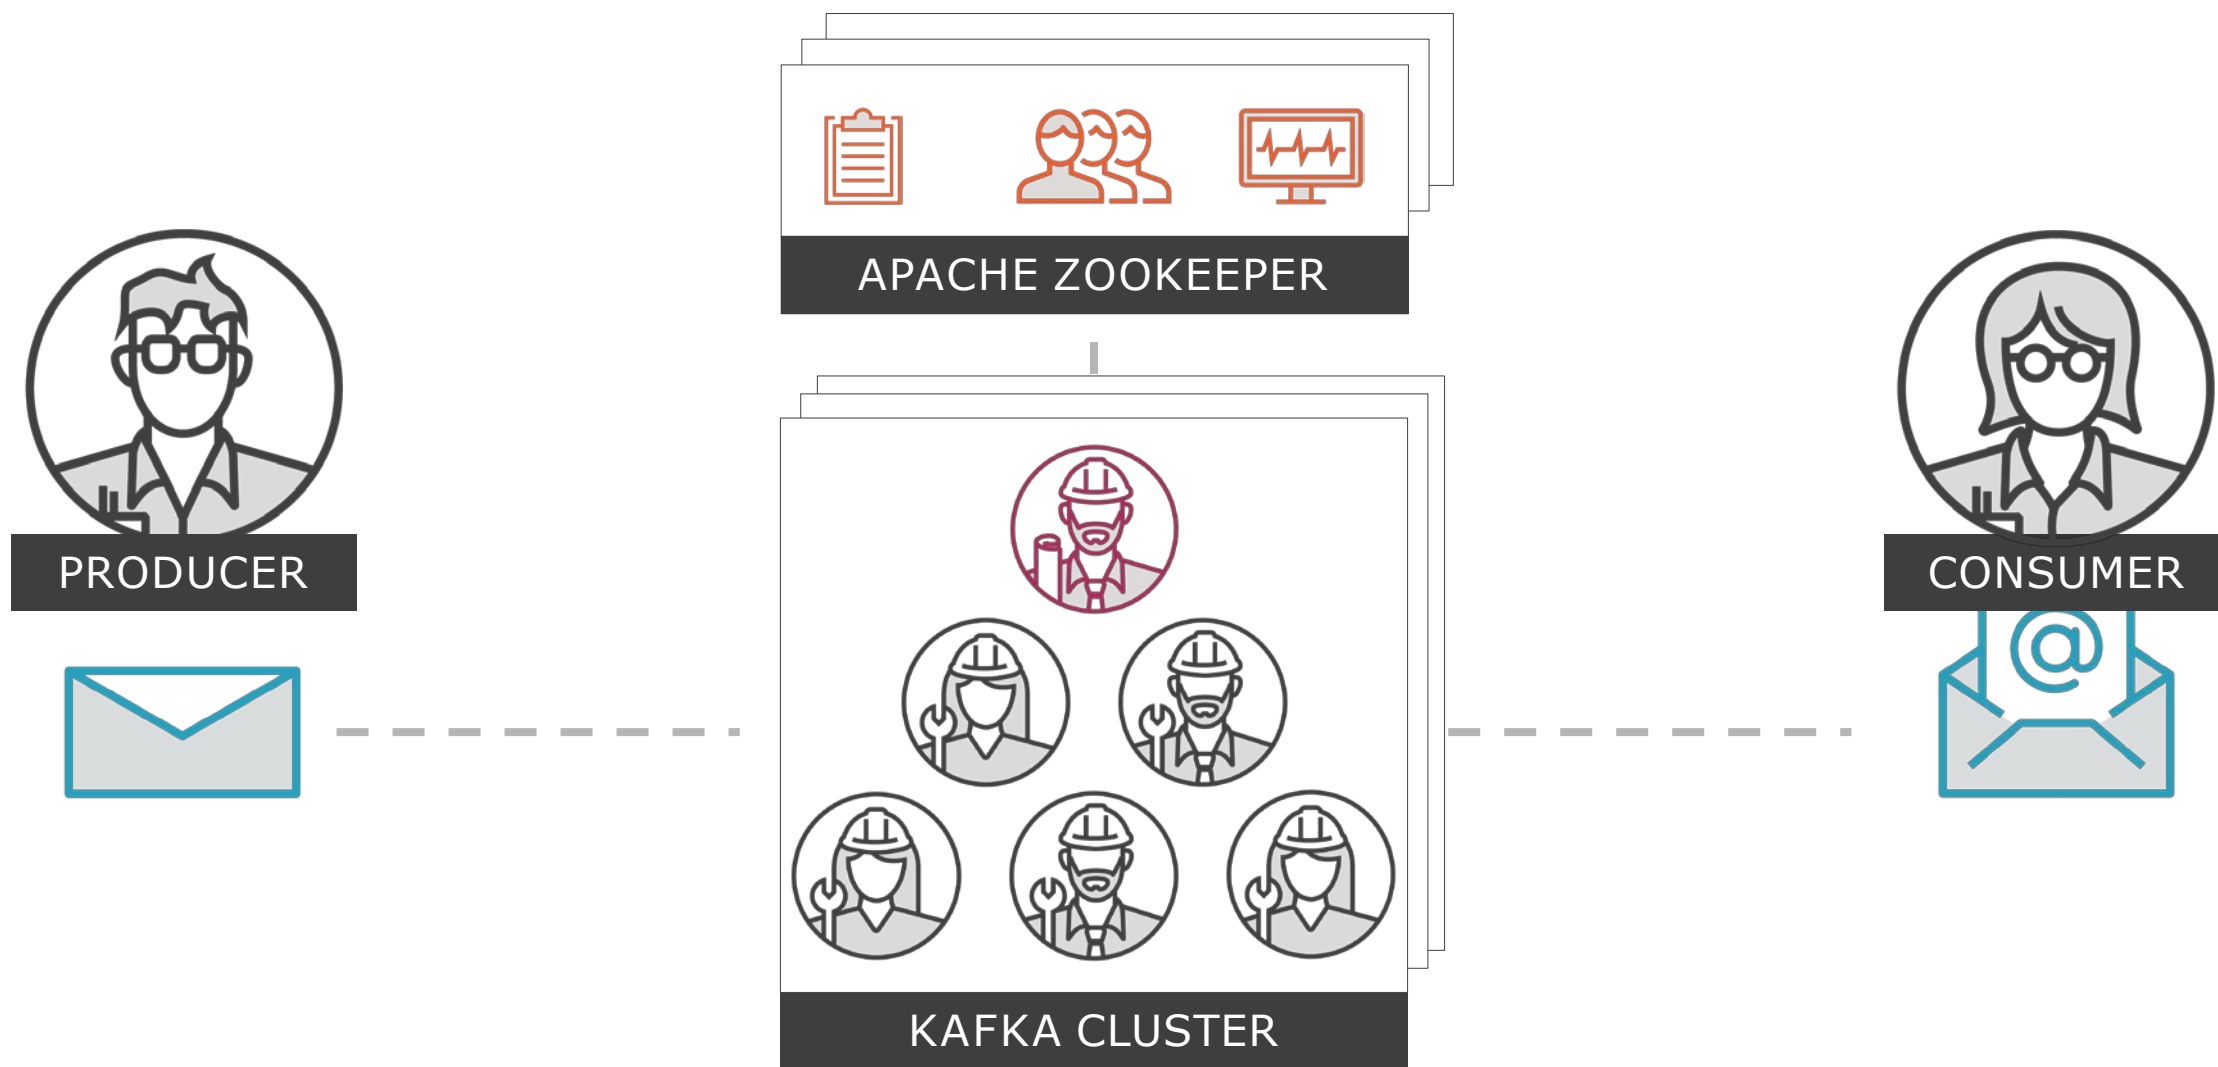 APACHE ZOOKEEPER
PRODUCER
CONSUMER
@
KAFKA CLUSTER